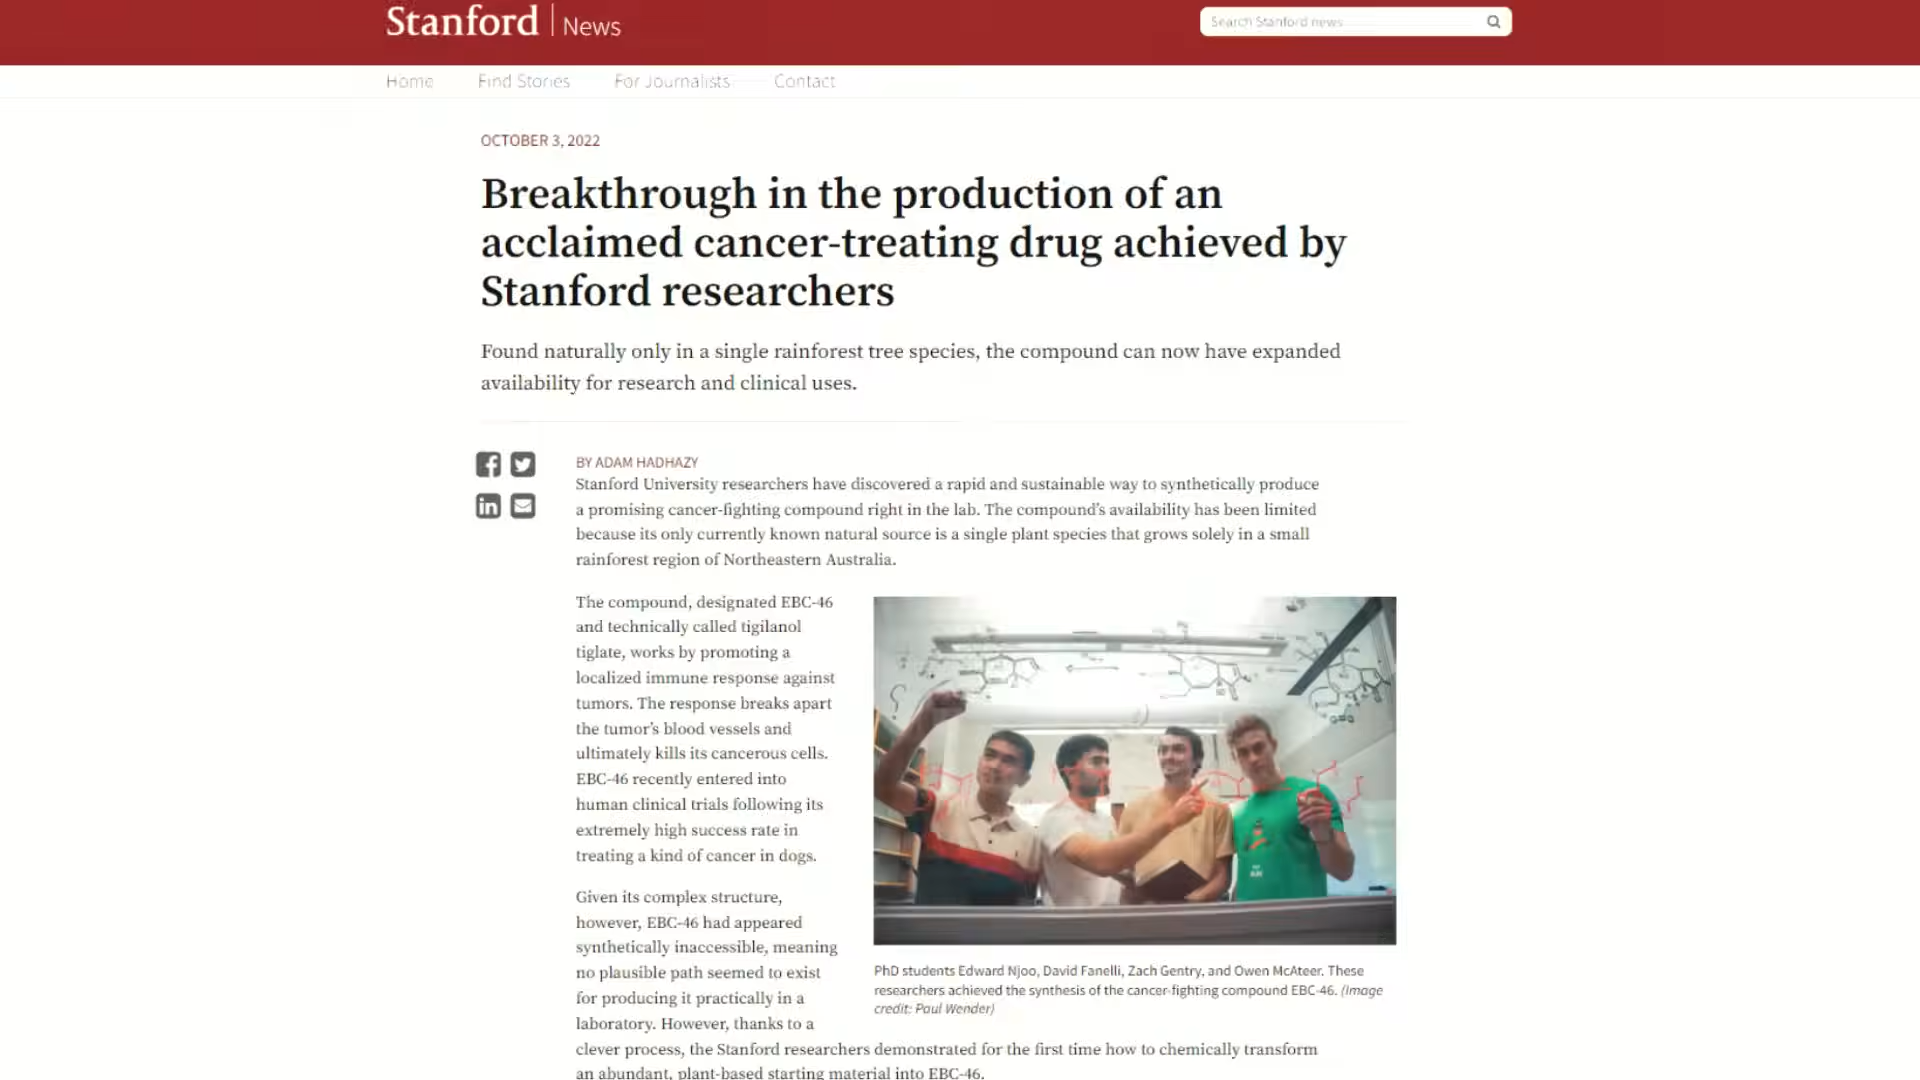 Stanford | News
Search Stanford news
Home Find Stories For Journalists Contact
OCTOBER 3, 2022
Breakthrough in the production of an
acclaimed cancer-treating drug achieved by
Stanford researchers
Found naturally only in a single rainforest tree species, the compound can now have expanded
availability for research and clinical uses.
BY ADAM HADHAZY
Stanford University researchers have discovered a rapid and sustainable way to synthetically produce
a promising cancer-fighting compound right in the lab. The compound’s availability has been limited
because its only currently known natural source is a single plant species that grows solely in a small
rainforest region of Northeastern Australia.
The compound, designated EBC-46
and technically called tigilanol
tiglate, works by promoting a
localized immune response against
tumors. The response breaks apart
the tumor’s blood vessels and
ultimately kills its cancerous cells.
EBC-46 recently entered into
human clinical trials following its
extremely high success rate in
treating a kind of cancer in dogs.
Given its complex structure,
however, EBC-46 had appeared
synthetically inaccessible, meaning
no plausible path seemed to exist
for producing it practically in a
laboratory. However, thanks to a
clever process, the Stanford researchers demonstrated for the first time how to chemically transform
an abundant, plant-based starting material into EBC-46.
PhD students Edward Njoo, David Fanelli, Zach Gentry, and Owen McAteer. These
researchers achieved the synthesis of the cancer-fighting compound EBC-46. (Image
credit: Paul Wender)